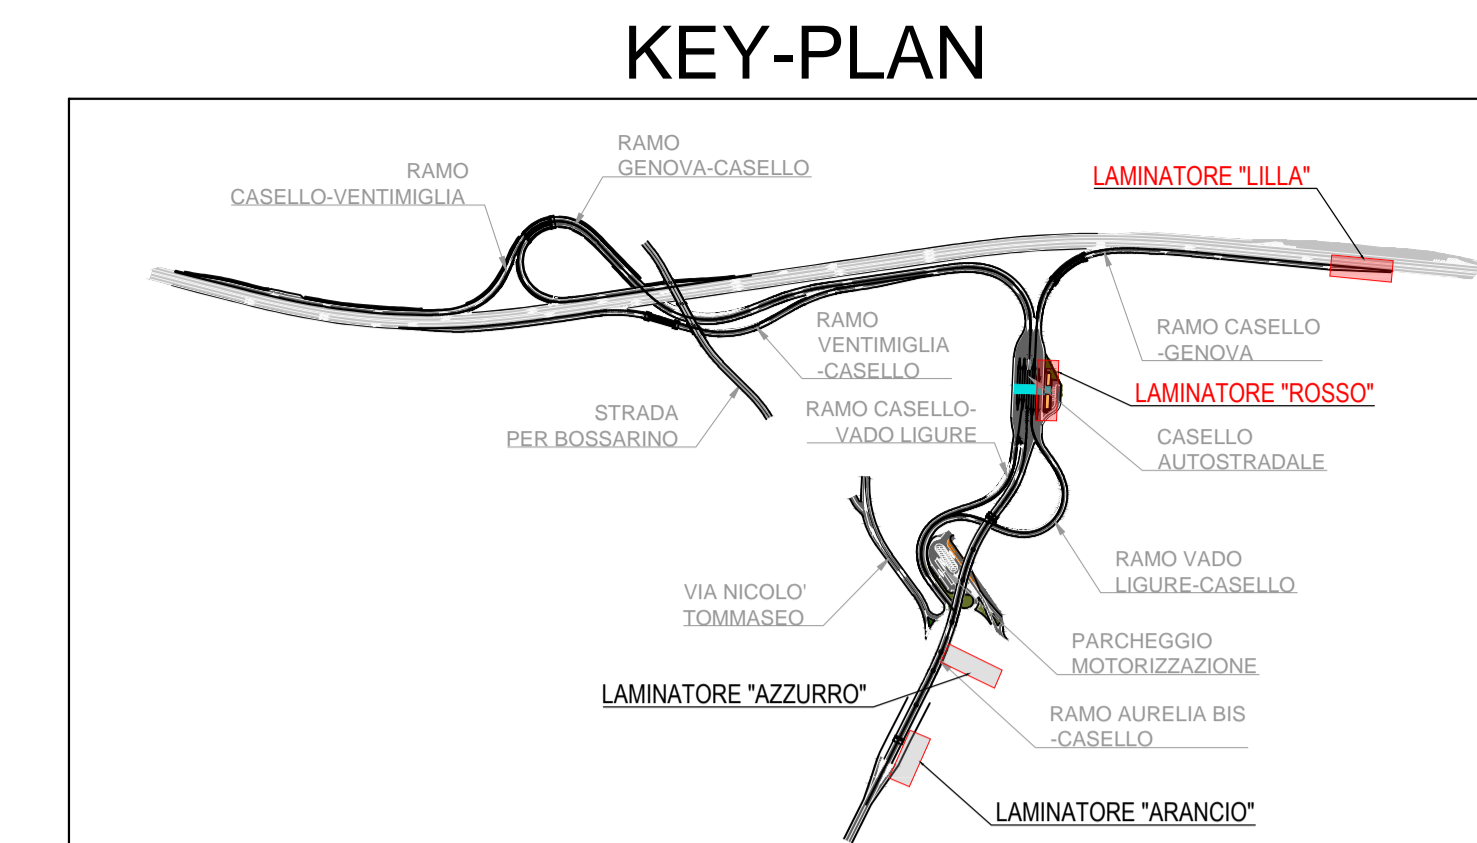 KEY-PLAN
RAMO
GENOVA-CASELLO
RAMO
CASELLO-VENTIMIGLIA
LAMINATORE "LILLA"
RAMO
VENTIMIGLIA
-CASELLO
RAMO CASELLO
-GENOVA
LAMINATORE "ROSSO"
STRADA
PER BOSSARINO
RAMO CASELLO-
VADO LIGURE
CASELLO
AUTOSTRADALE
RAMO VADO
LIGURE-CASELLO
VIA NICOLO'
TOMMASEO
PARCHEGGIO
MOTORIZZAZIONE
LAMINATORE "AZZURRO"
RAMO AURELIA BIS
-CASELLO
LAMINATORE "ARANCIO"